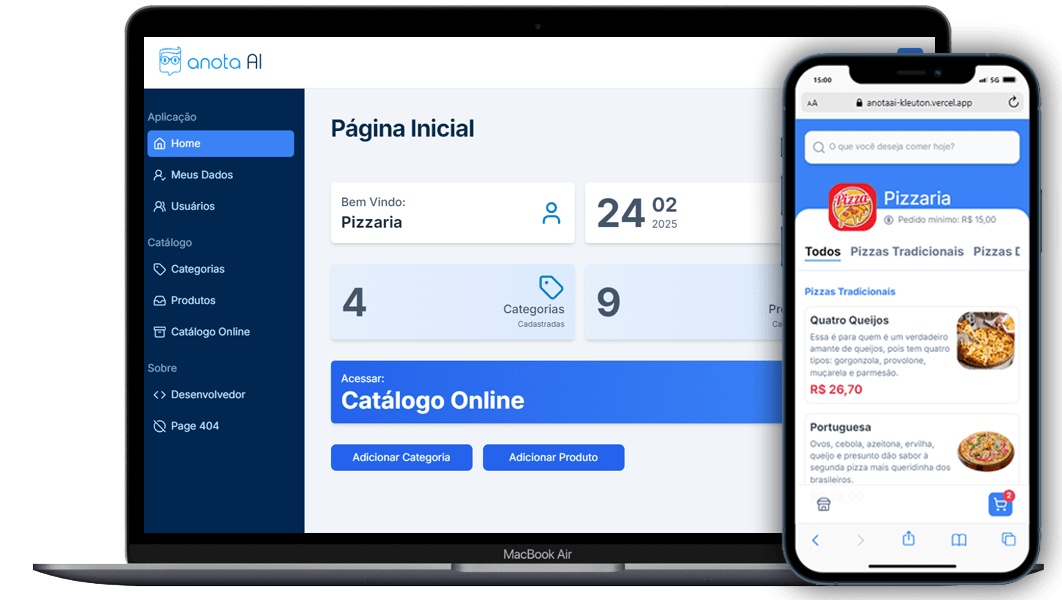 anota AI
Aplicação
Home
Meus Dados
Usuários
Catálogo
Categorias
Produtos
Catálogo Online
Sobre
Desenvolvedor
Page 404
Página Inicial
Bem Vindo:
Pizzaria
24
02
2025
4
Categorias
Cadastradas
9
Pr
Ca
Acessar:
Catálogo Online
Adicionar Categoria
Adicionar Produto
MacBook Air
15:00
5G
AA
anotaai-kleuton.vercel.app
O que você deseja comer hoje?
Pizza
Pizzaria
Pedido mínimo: R$ 15,00
Todos Pizzas Tradicionais Pizzas D
Pizzas Tradicionais
Quatro Queijos
Essa é para quem é um verdadeiro
amante de queijos, pois tem quatro
tipos: gorgonzola, provolone,
muçarela e parmesão.
R$ 26,70
Portuguesa
Ovos, cebola, azeitona, ervilha,
queijo e presunto dão sabor à
segunda pizza mais queridinha dos
brasileiros.
2